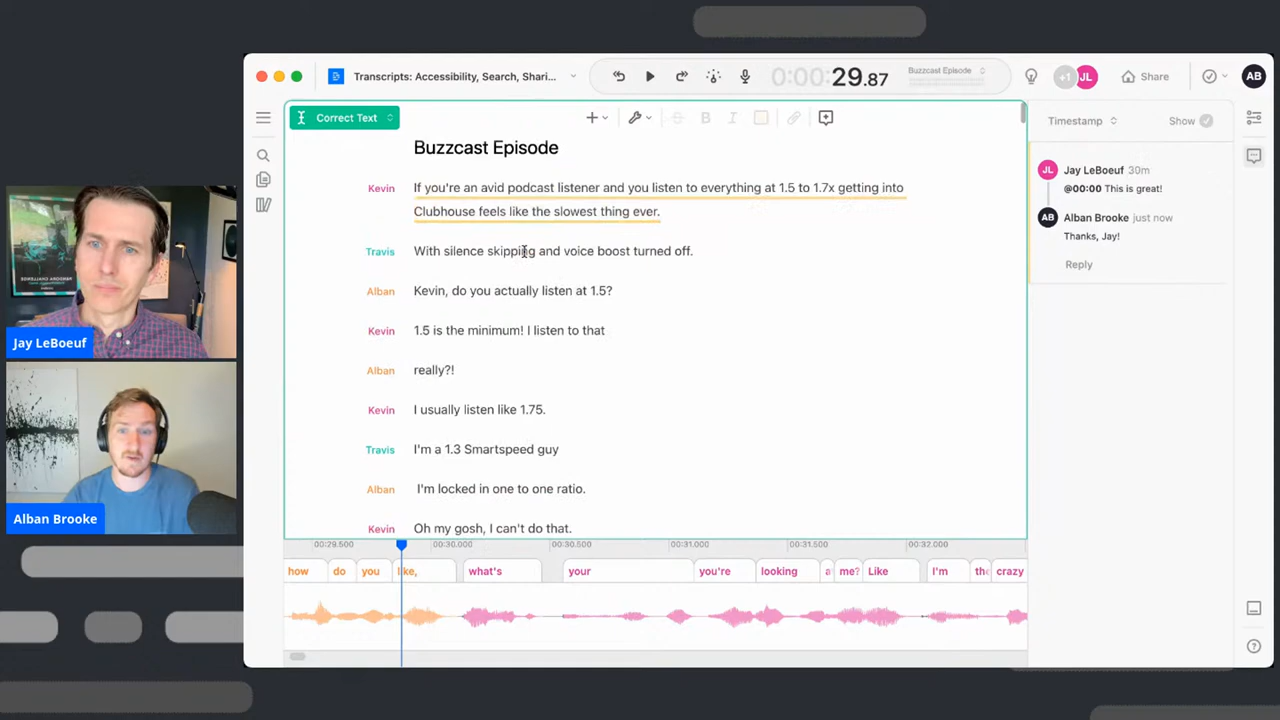 Transcripts: Accessibility, Search, Shari...
0:00:29.87
Buzzcast Episode
+1
JL
Share
AB
Correct Text
B
I
Timestamp
Show
Buzzcast Episode
Kevin
If you're an avid podcast listener and you listen to everything at 1.5 to 1.7x getting into
Clubhouse feels like the slowest thing ever.
Travis
With silence skipping and voice boost turned off.
Alban
Kevin, do you actually listen at 1.5?
Kevin
1.5 is the minimum! I listen to that
Alban
really?!
Kevin
I usually listen like 1.75.
Travis
I'm a 1.3 Smartspeed guy
Alban
I'm locked in one to one ratio.
Kevin
Oh my gosh, I can't do that.
JL
Jay LeBoeuf 39m
@00:00 This is great!
AB
Alban Brooke just now
Thanks, Jay!
Reply
Jay LeBoeuf
Alban Brooke
00:29.500 00:30.000 00:30.500 00:31.000 00:31.500 00:32.000
how do you like, what's your you're looking a me? Like I'm the crazy